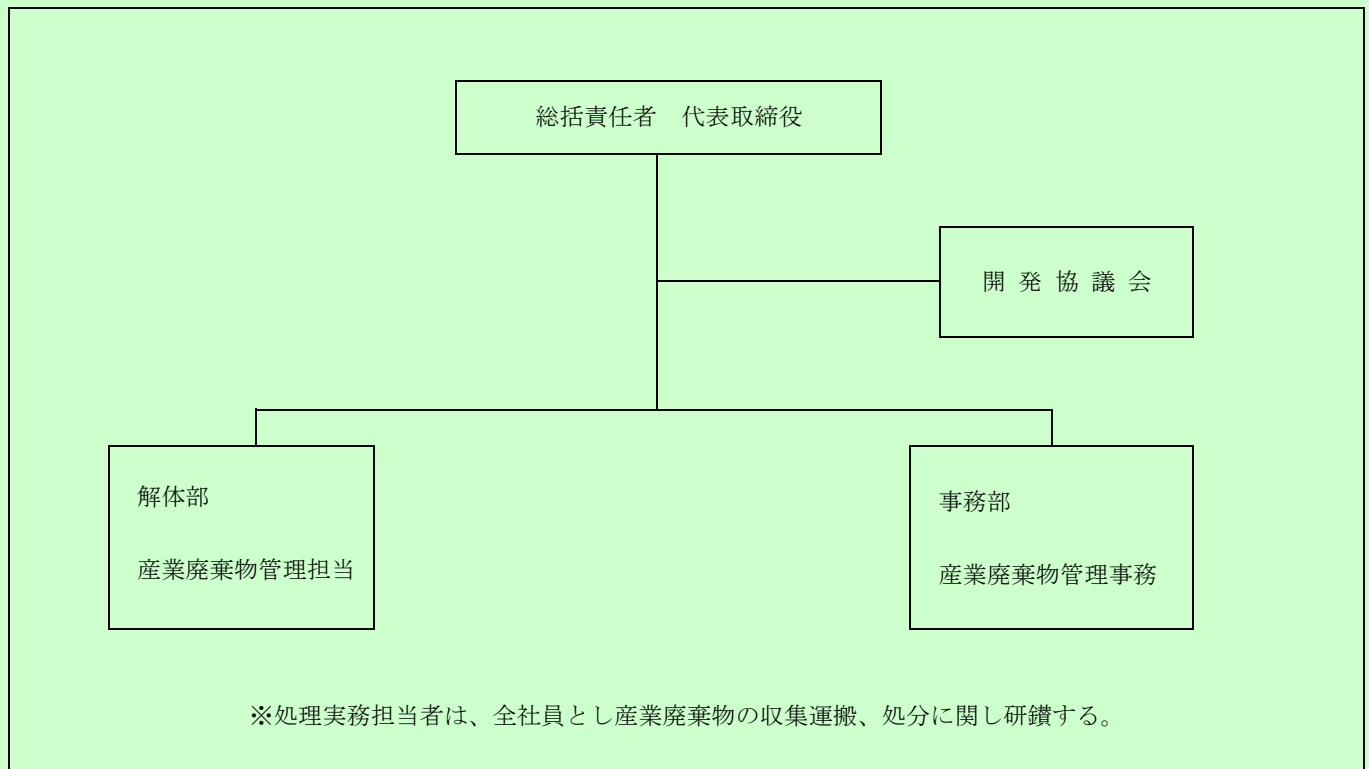 総括責任者　代表取締役
開 発 協 議 会
解体部
産業廃棄物管理担当
事務部
産業廃棄物管理事務
※処理実務担当者は、全社員とし産業廃棄物の収集運搬、処分に関し研鑚する。